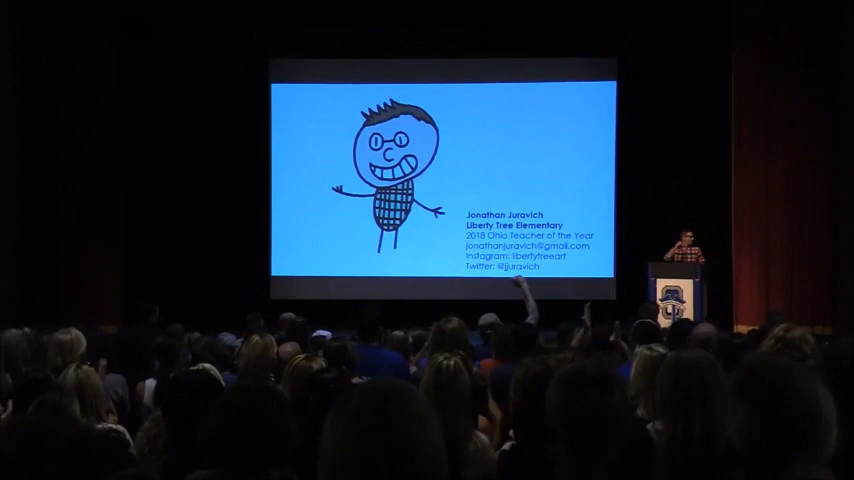 Jonathan Juravich
Liberty Tree Elementary
2018 Ohio Teacher of the Year
jonathanjuravich@gmail.com
Instagram: libertytreeart
Twitter: @jjuravich